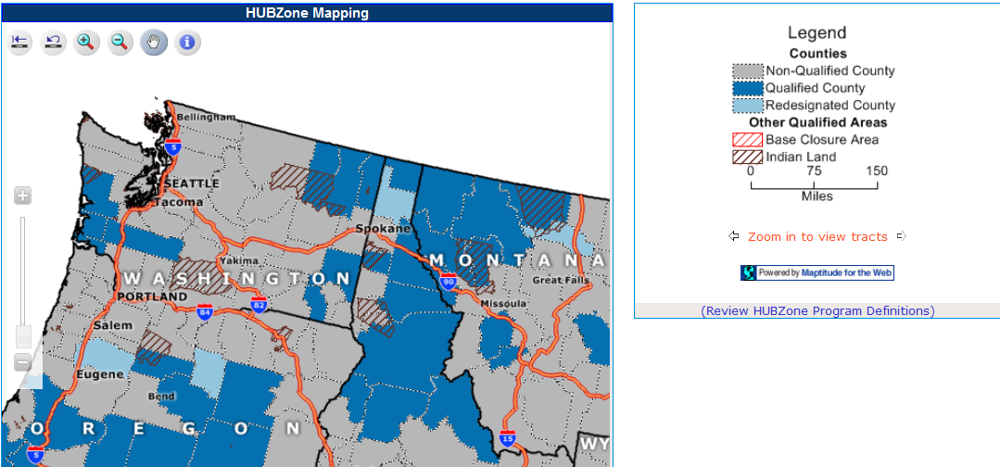 HUBZone Mapping
Bellingham
5
SEATTLE
Tacoma
Spokane
MONTANA
Yakima
90
Great Falls
WASHINGTON
PORTLAND
82
Missoula
84
Salem
Eugene
Bend
OREGON
15
WY
5
Legend
Counties
Non-Qualified County
Qualified County
Redesignated County
Other Qualified Areas
Base Closure Area
Indian Land
0 75 150
Miles
Zoom in to view tracts
Powered by Maptitude for the Web
(Review HUBZone Program Definitions)